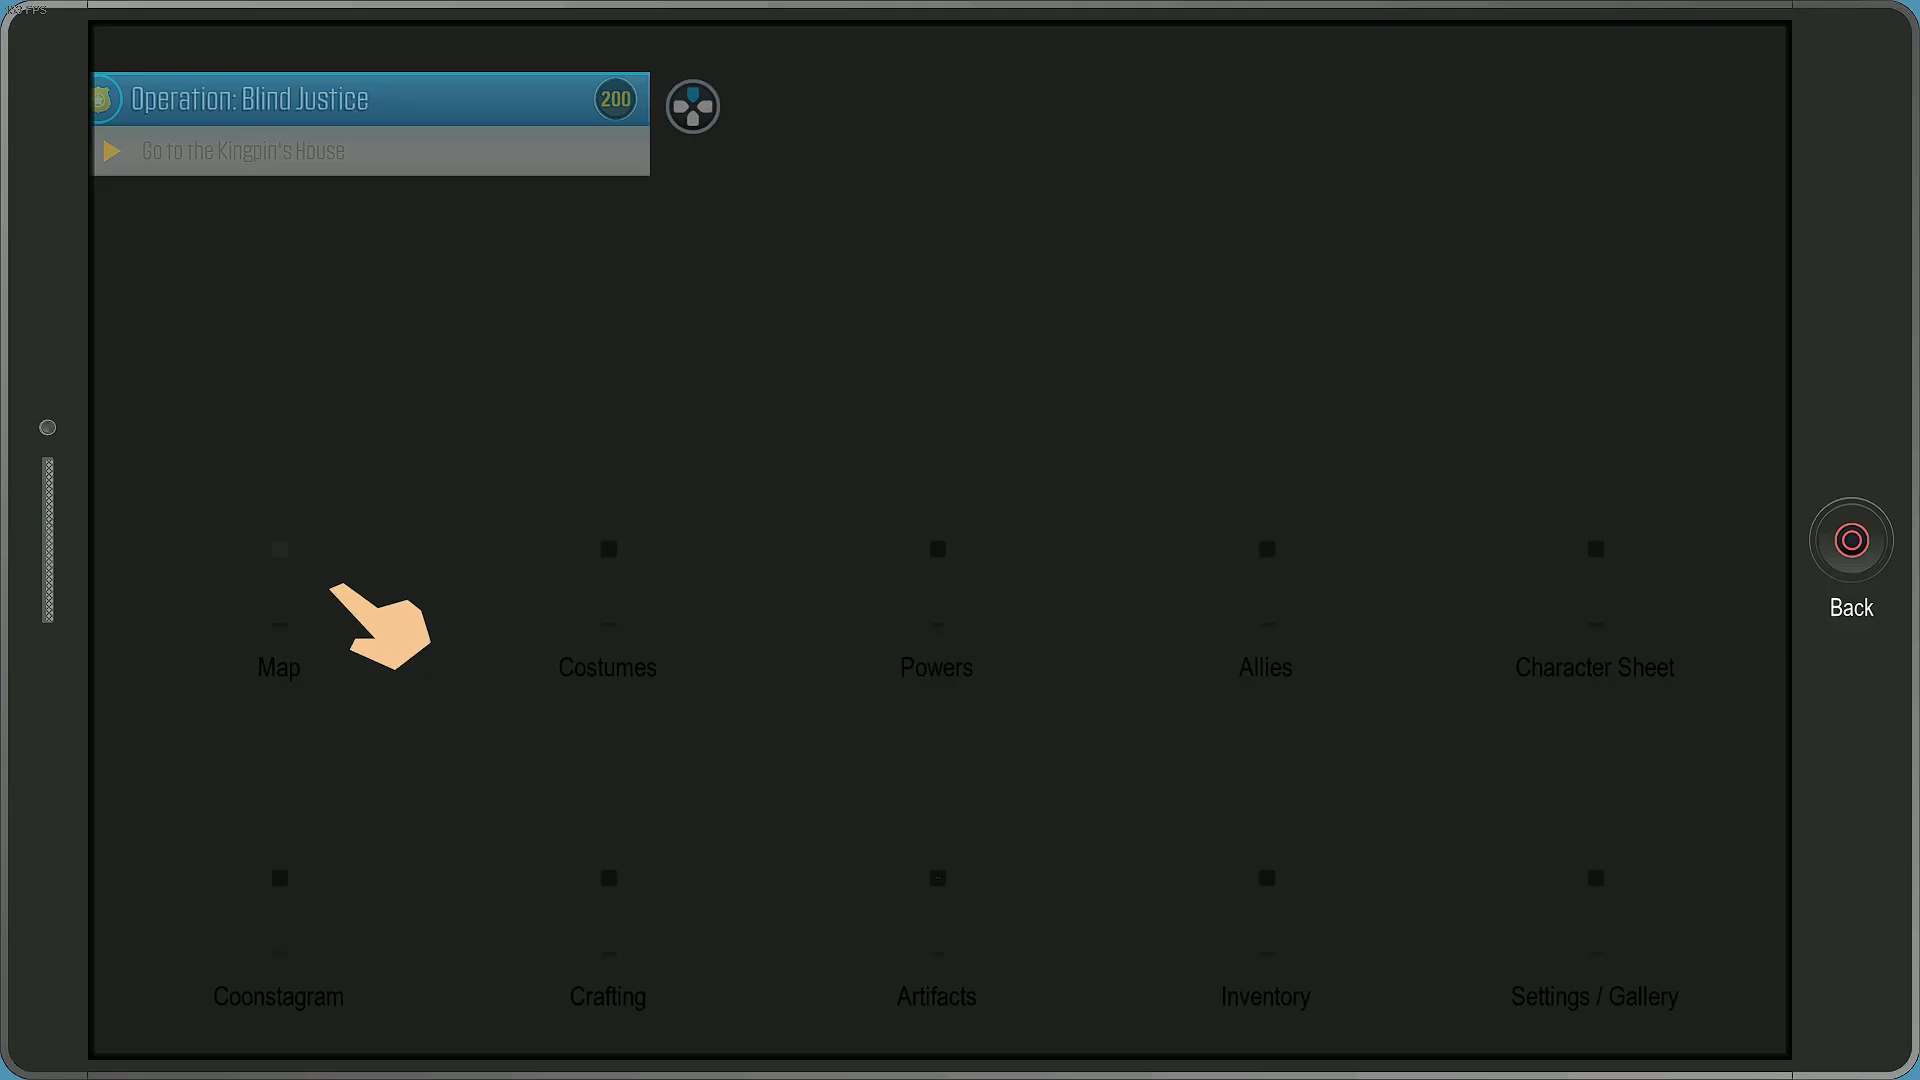 Operation: Blind Justice
200
Go to the Kingpin's House
Back
Map
Costumes
Powers
Allies
Character Sheet
Coonstagram
Crafting
Artifacts
Inventory
Settings / Gallery